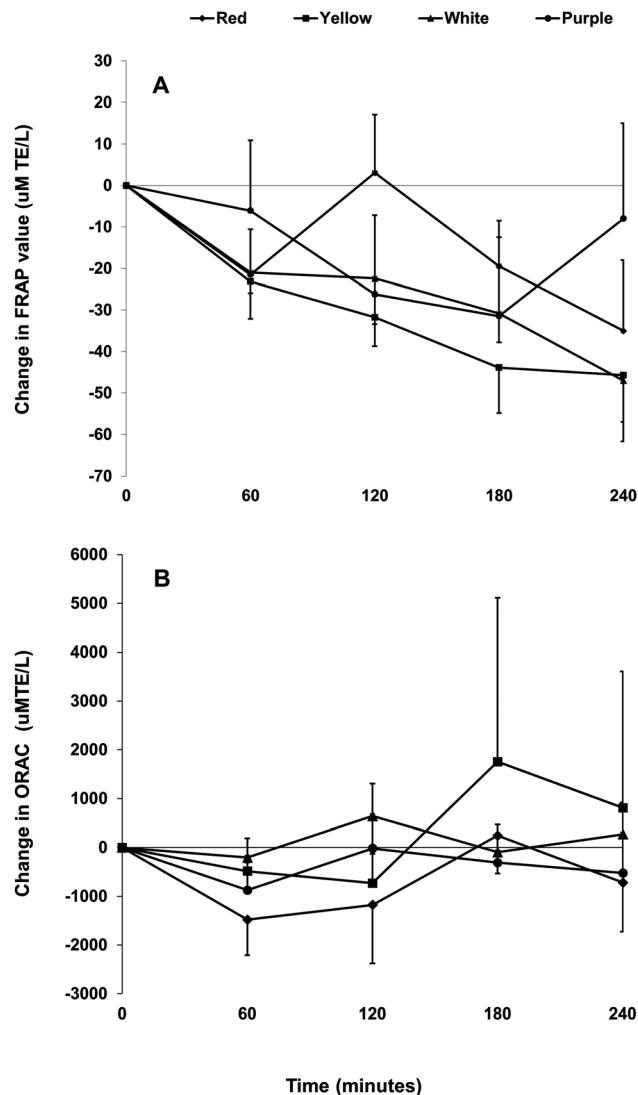 Red Yellow White Purple
A
Change in FRAP value (uM TE/L)
30
20
10
0
-10
-20
-30
-40
-50
-60
-70
0 60 120 180 240
B
Change in ORAC (uMTE/L)
6000
5000
4000
3000
2000
1000
0
-1000
-2000
-3000
0 60 120 180 240
Time (minutes)